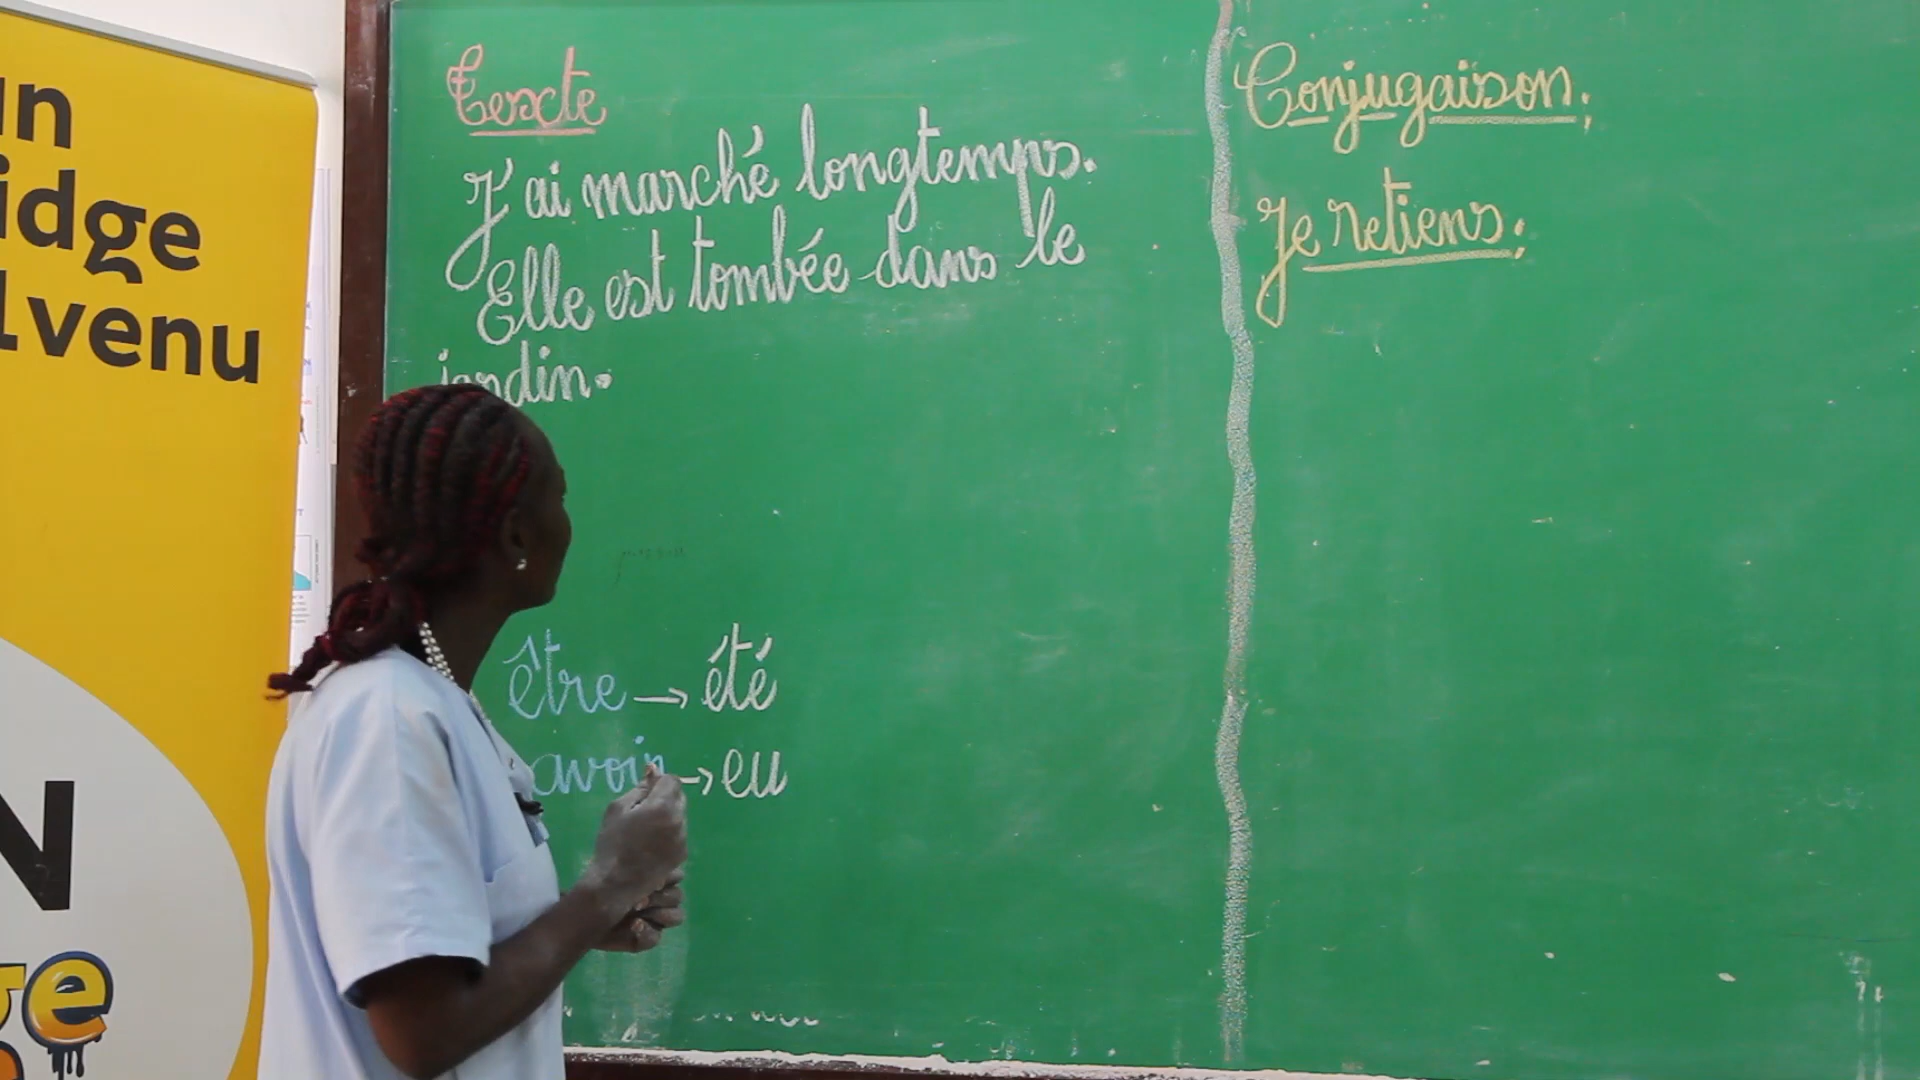 un
idge
lvenu
N
ge
Texte
J'ai marché longtemps.
Elle est tombée dans le
jardin.
être → été
avoir → eu
Conjugaison:
Je retiens: